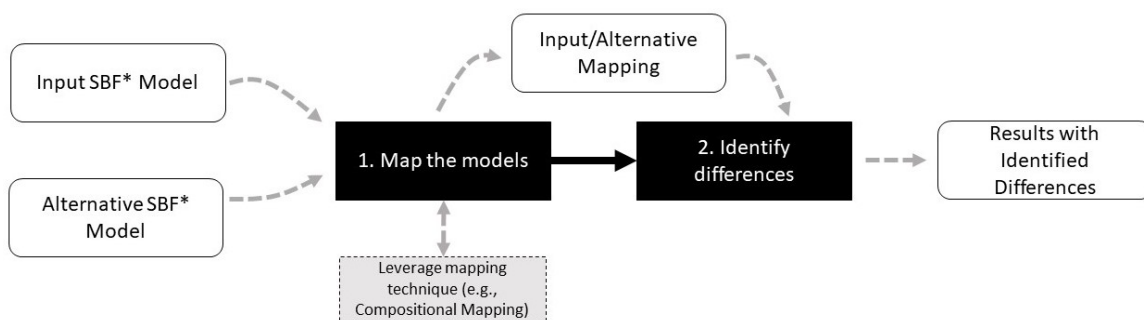 Input SBF* Model
Alternative SBF*
Model
1. Map the models
Leverage mapping
technique (e.g.,
Compositional Mapping)
Input/Alternative
Mapping
2. Identify
differences
Results with
Identified
Differences